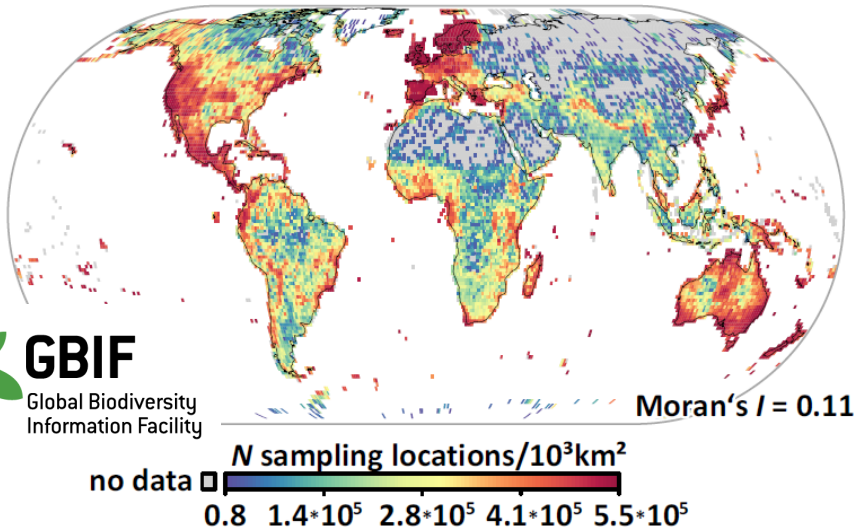 GBIF
Global Biodiversity
Information Facility
Moran‘s I = 0.11
N sampling locations/10³km²
no data
0.8 1.4*10⁵ 2.8*10⁵ 4.1*10⁵ 5.5*10⁵